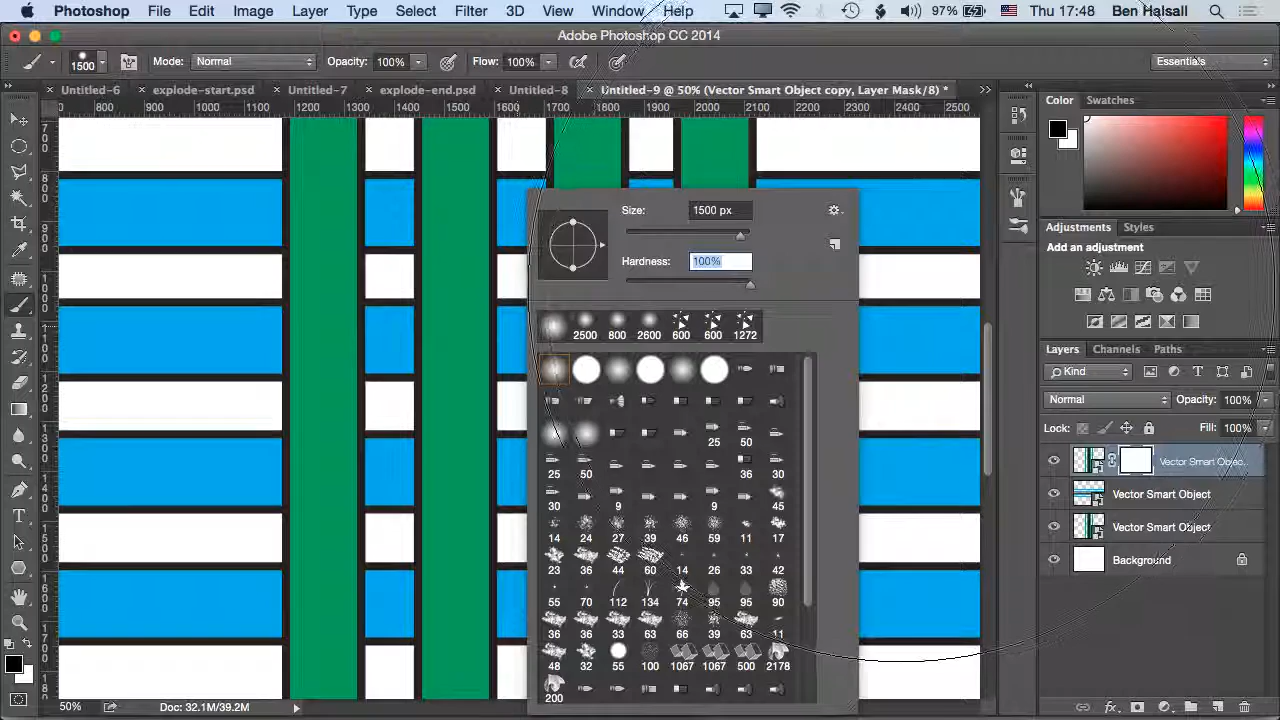 Photoshop File Edit Image Layer Type Select Filter 3D View Window Help 97% Thu 17:48 Ben Halsall
Adobe Photoshop CC 2014
1500 Mode: Normal Opacity: 100% Flow: 100% Essentials
Untitled-6 explode-start.psd Untitled-7 explode-end.psd Untitled-8 Untitled-9 @ 50% (Vector Smart Object copy, Layer Mask/8) *
800 900 1000 1100 1200 1300 1400 1500 1600 1700 1800 1900 2000 2100 2200 2300 2400 2500
Color Swatches
Size: 1500 px
Hardness: 100%
Adjustments Styles
Add an adjustment
2500 800 2600 600 600 1272
25 50
25 50 36 30
30 9 9 45
14 24 27 39 46 59 11 17
23 36 44 60 14 26 33 42
55 70 112 134 74 95 95 90
36 36 33 63 66 39 63 11
48 32 55 100 1067 1067 500 2178
200
Layers Channels Paths
Kind
Normal Opacity: 100%
Lock: Fill: 100%
Vector Smart Objec...
Vector Smart Object
Vector Smart Object
Background
50% Doc: 32.1M/39.2M